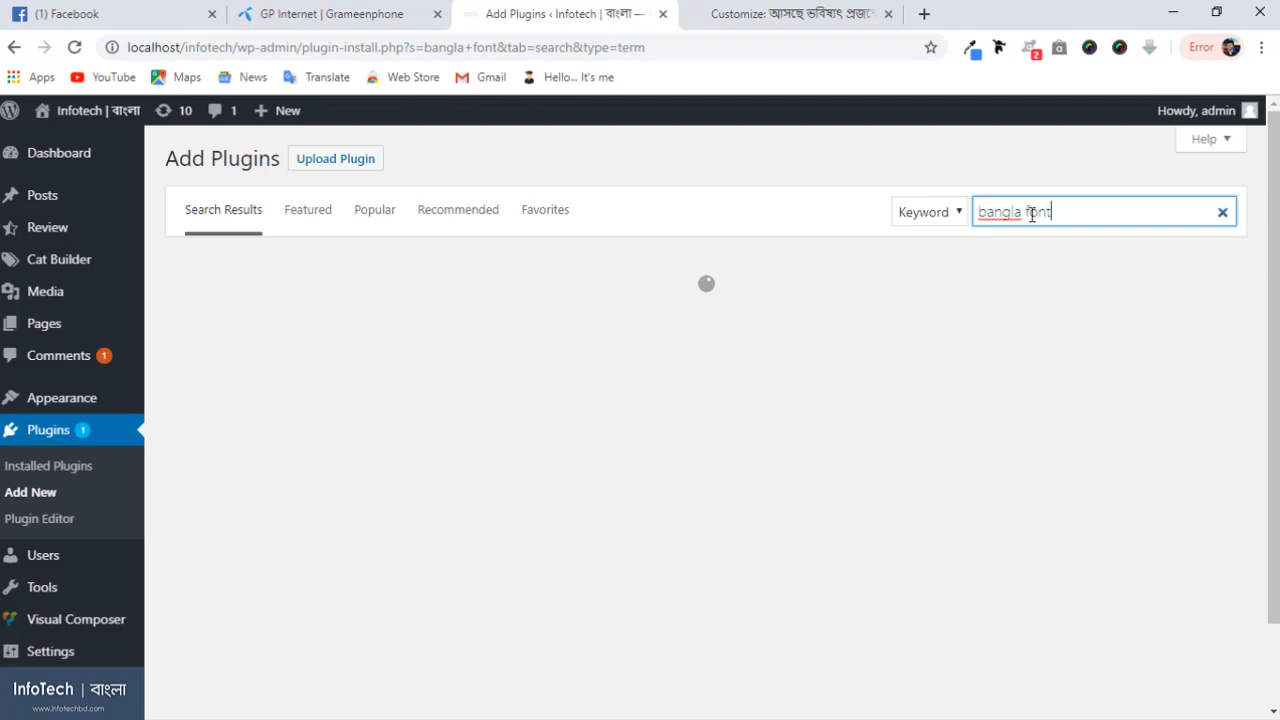 (1) Facebook
GP Internet | Grameenphone
Add Plugins ‹ Infotech | বাংলা —
Customize: আসছে ভবিষ্যৎ প্রজন্মে
localhost/infotech/wp-admin/plugin-install.php?s=bangla+font&tab=search&type=term
2
Error
Apps
YouTube
Maps
News
Translate
Web Store
Gmail
Hello... It's me
Infotech | বাংলা
10
1
New
Howdy, admin
Dashboard
Posts
Review
Cat Builder
Media
Pages
Comments 1
Appearance
Plugins 1
Installed Plugins
Add New
Plugin Editor
Users
Tools
Visual Composer
Settings
InfoTech | বাংলা
www.infotechbd.com
Help
Add Plugins
Upload Plugin
Search Results
Featured
Popular
Recommended
Favorites
Keyword
bangla font